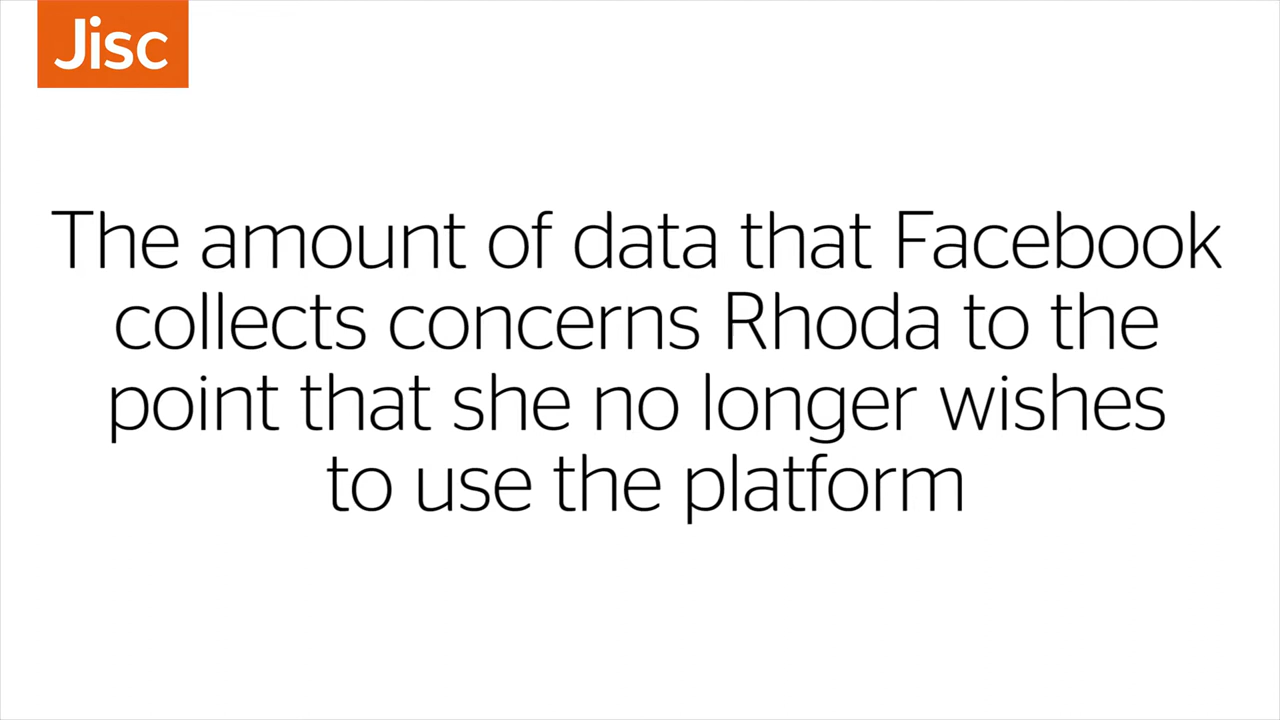 Jisc
The amount of data that Facebook
collects concerns Rhoda to the
point that she no longer wishes
to use the platform